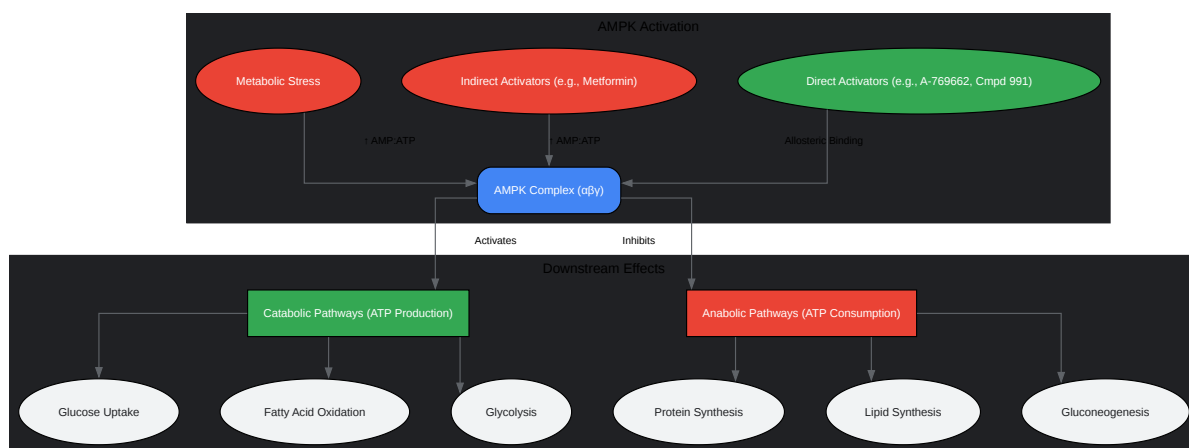 AMPK Activation
Metabolic Stress
Indirect Activators (e.g., Metformin)
Direct Activators (e.g., A-769662, Cmpd 991)
↑ AMP:ATP
↑ AMP:ATP
Allosteric Binding
AMPK Complex (αβγ)
Activates
Inhibits
Downstream Effects
Catabolic Pathways (ATP Production)
Anabolic Pathways (ATP Consumption)
Glucose Uptake
Fatty Acid Oxidation
Glycolysis
Protein Synthesis
Lipid Synthesis
Gluconeogenesis